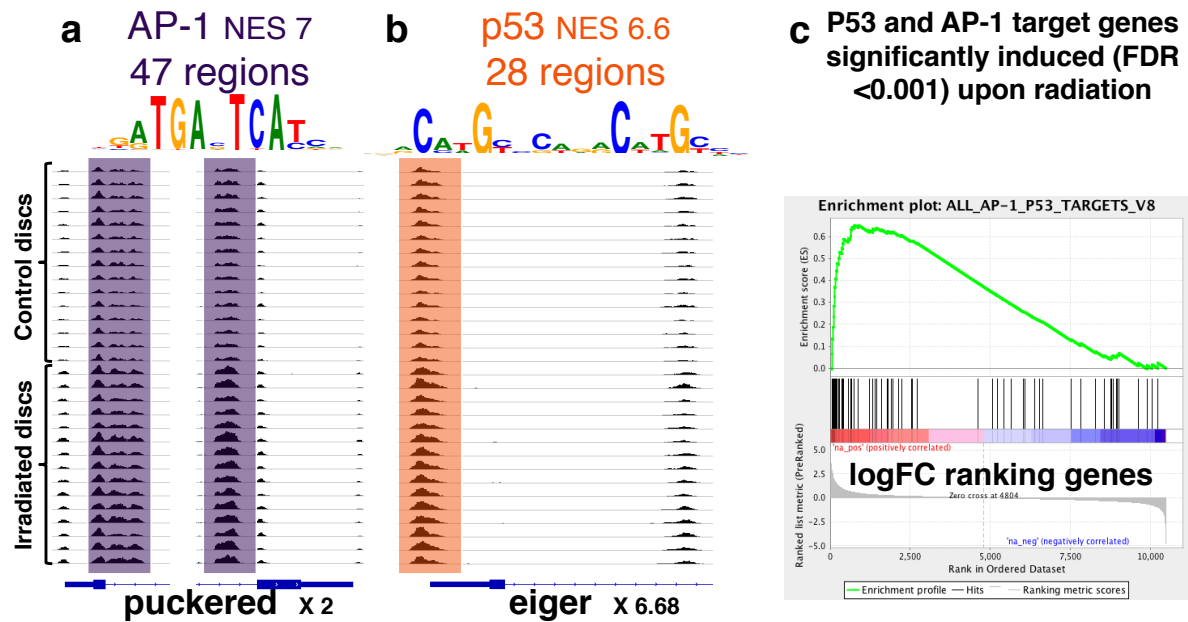 a
AP-1 NES 7
47 regions
b
p53 NES 6.6
28 regions
c
P53 and AP-1 target genes
significantly induced (FDR
<0.001) upon radiation
TGA TCA
Control discs
Irradiated discs
puckered X 2
eiger X 6.68
Enrichment plot: ALL_AP-1_P53_TARGETS_V8
Enrichment score (ES)
0.6
0.5
0.4
0.3
0.2
0.1
0.0
'na_pos' (positively correlated)
Ranked list metric (PreRanked)
5.0
2.5
0.0
-2.5
-5.0
logFC ranking genes
Zero cross at 4804
'na_neg' (negatively correlated)
0 2,500 5,000 7,500 10,000
Rank in Ordered Dataset
Enrichment profile Hits Ranking metric scores